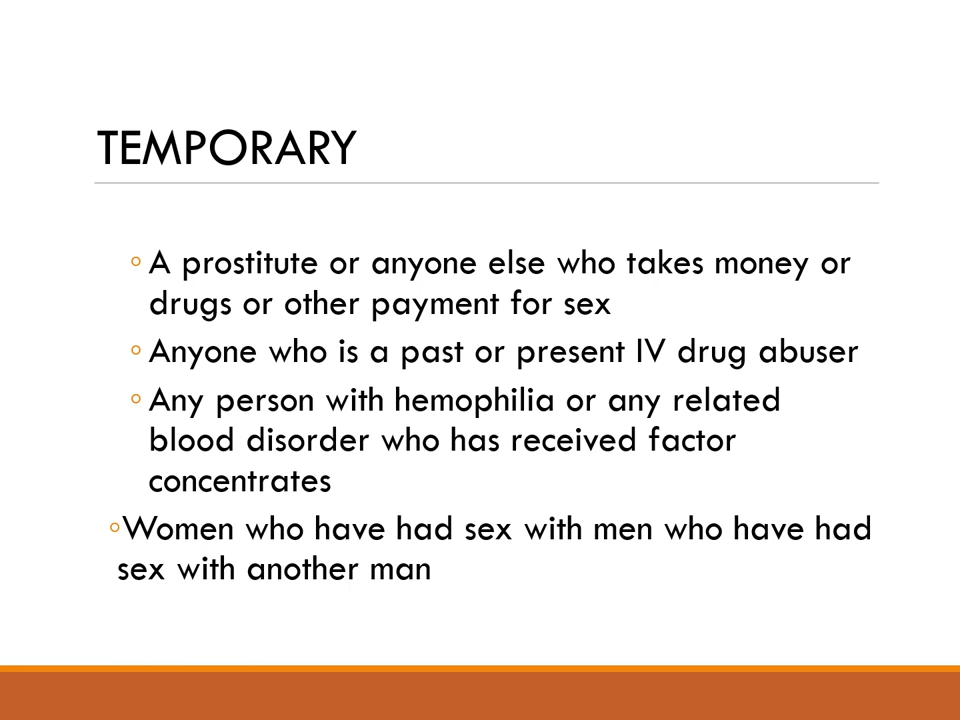 TEMPORARY
◦ A prostitute or anyone else who takes money or
drugs or other payment for sex
◦ Anyone who is a past or present IV drug abuser
◦ Any person with hemophilia or any related
blood disorder who has received factor
concentrates
◦Women who have had sex with men who have had
sex with another man